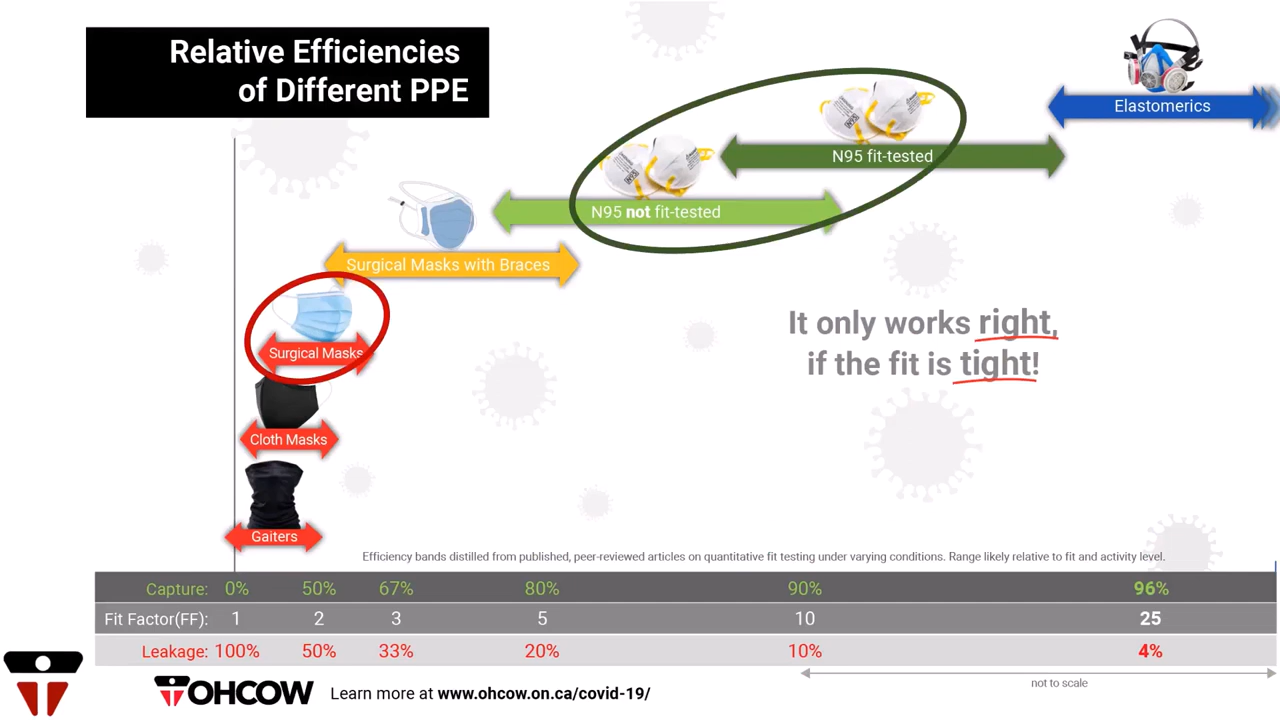 Relative Efficiencies
of Different PPE
Elastomerics
N95 fit-tested
N95 not fit-tested
Surgical Masks with Braces
Surgical Masks
Cloth Masks
Gaiters
It only works right,
if the fit is tight!
Efficiency bands distilled from published, peer-reviewed articles on quantitative fit testing under varying conditions. Range likely relative to fit and activity level.
Capture: 0% 50% 67% 80% 90% 96%
Fit Factor(FF): 1 2 3 5 10 25
Leakage: 100% 50% 33% 20% 10% 4%
not to scale
OHCOW Learn more at www.ohcow.on.ca/covid-19/